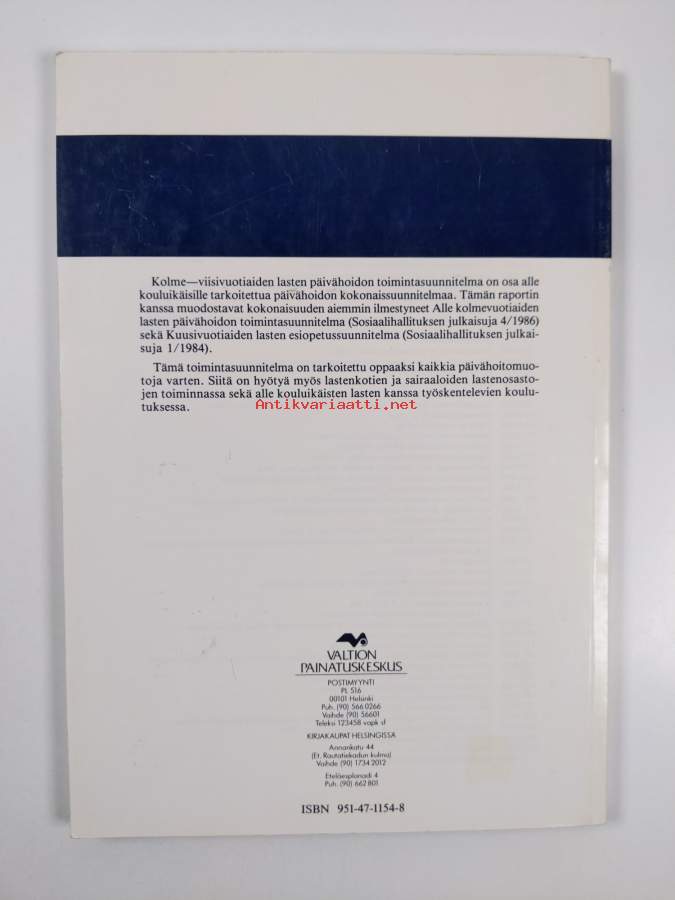 Kolme—viisivuotiaiden lasten päivähoidon toimintasuunnitelma on osa alle
kouluikäisille tarkoitettua päivähoidon kokonaissuunnitelmaa. Tämän raportin
kanssa muodostavat kokonaisuuden aiemmin ilmestyneet Alle kolmevuotiaiden
lasten päivähoidon toimintasuunnitelma (Sosiaalihallituksen julkaisuja 4/1986)
sekä Kuusivuotiaiden lasten esiopetussuunnitelma (Sosiaalihallituksen julkai-
suja 1/1984).
Tämä toimintasuunnitelma on tarkoitettu oppaaksi kaikkia päivähoitomuo-
toja varten. Siitä on hyötyä myös lastenkotien ja sairaaloiden lastenosasto-
jen toiminnassa sekä alle kouluikäisten lasten kanssa työskentelevien koulu-
tuksessa.
Antikvariaatti.net
VALTION
PAINATUSKESKUS
POSTIMYYNTI
PL 516
00101 Helsinki
Puh. (90) 566 0266
Vaihde (90) 56601
Teleko 123458 vapk sf
KIRJAKAUPAT HELSINGISSÄ
Annankatu 44
(Et. Rautatiekadun kulma)
Vaihde (90) 1734 2012
Eteläesplanadi 4
Puh. (90) 662 801
ISBN 951-47-1154-8